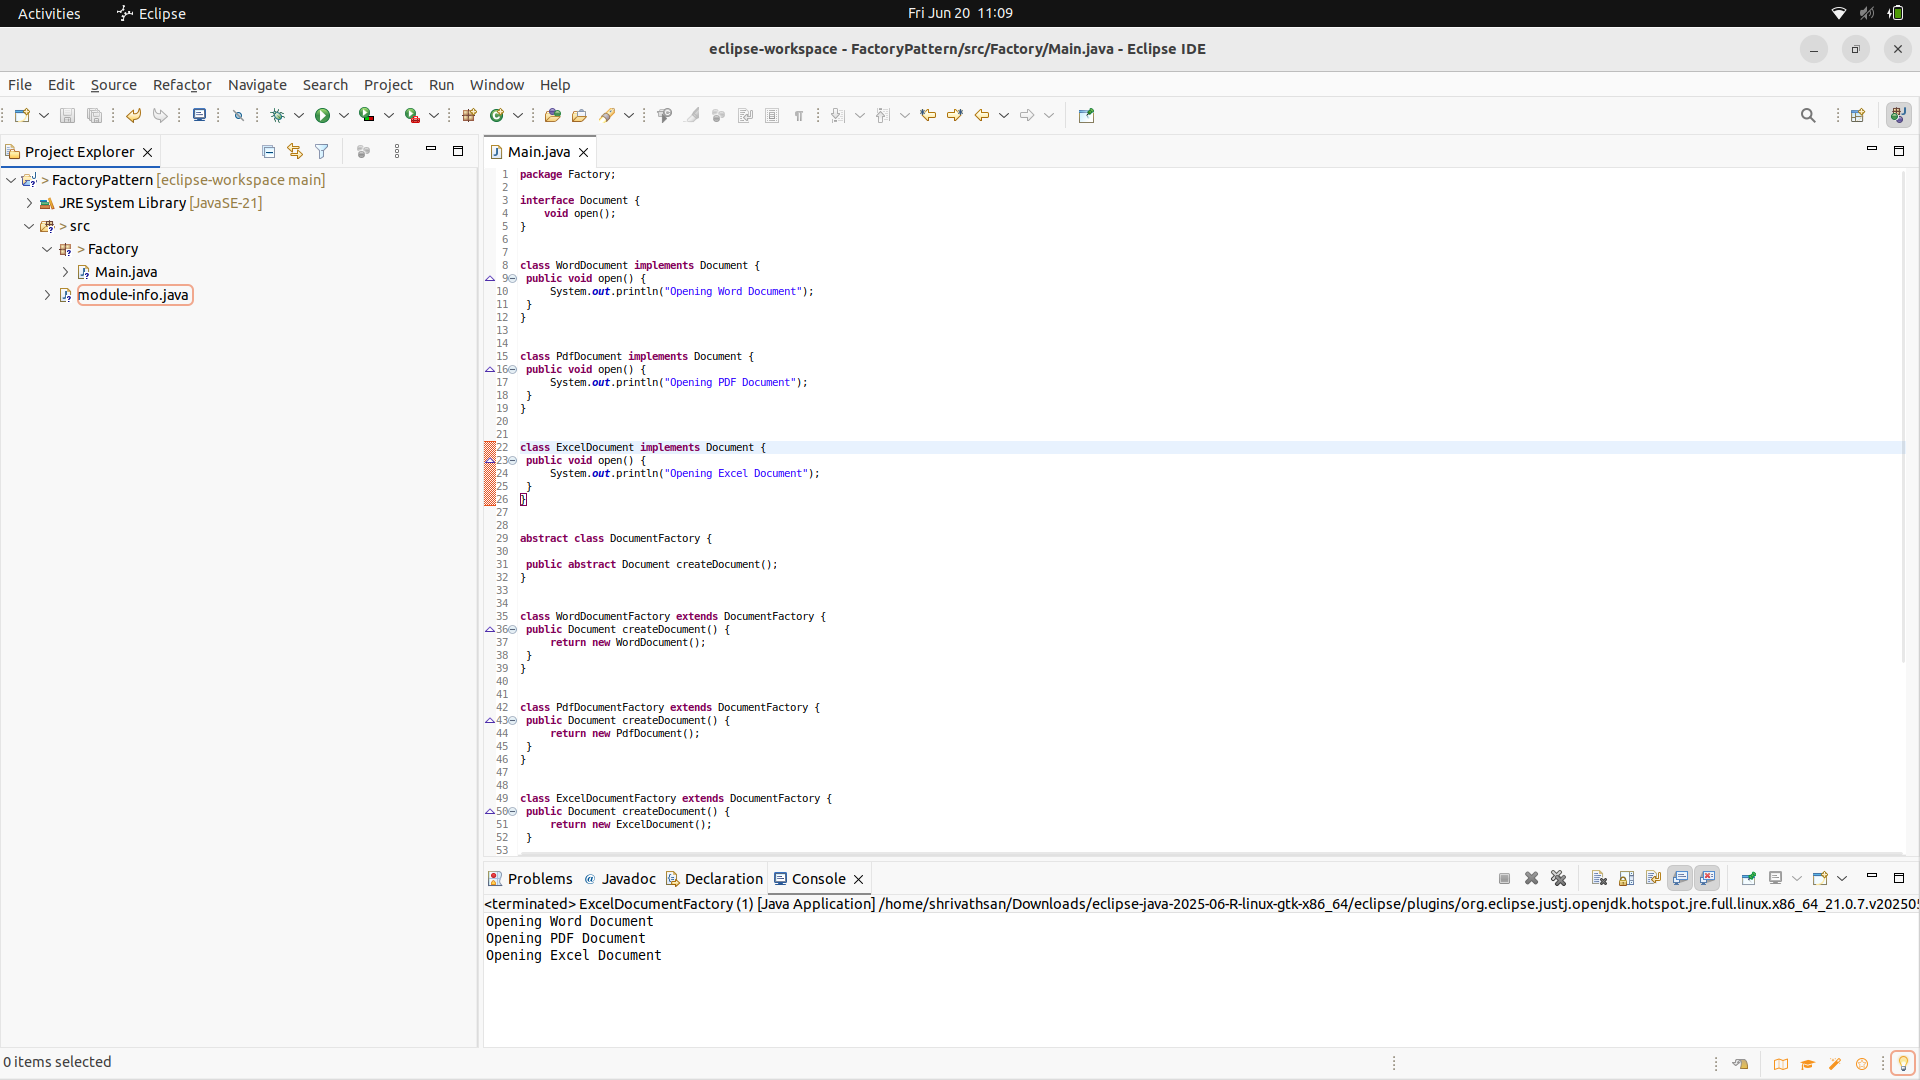 Activities Eclipse Fri Jun 20 11:09
eclipse-workspace - FactoryPattern/src/Factory/Main.java - Eclipse IDE
File Edit Source Refactor Navigate Search Project Run Window Help
Project Explorer
> FactoryPattern [eclipse-workspace main]
JRE System Library [JavaSE-21]
> src
> Factory
Main.java
module-info.java
Main.java
1 package Factory;
2
3 interface Document {
4 void open();
5 }
6
7
8 class WordDocument implements Document {
9 public void open() {
10 System.out.println("Opening Word Document");
11 }
12 }
13
14
15 class PdfDocument implements Document {
16 public void open() {
17 System.out.println("Opening PDF Document");
18 }
19 }
20
21
22 class ExcelDocument implements Document {
23 public void open() {
24 System.out.println("Opening Excel Document");
25 }
26 }
27
28
29 abstract class DocumentFactory {
30
31 public abstract Document createDocument();
32 }
33
34
35 class WordDocumentFactory extends DocumentFactory {
36 public Document createDocument() {
37 return new WordDocument();
38 }
39 }
40
41
42 class PdfDocumentFactory extends DocumentFactory {
43 public Document createDocument() {
44 return new PdfDocument();
45 }
46 }
47
48
49 class ExcelDocumentFactory extends DocumentFactory {
50 public Document createDocument() {
51 return new ExcelDocument();
52 }
53
Problems Javadoc Declaration Console
<terminated> ExcelDocumentFactory (1) [Java Application] /home/shrivathsan/Downloads/eclipse-java-2025-06-R-linux-gtk-x86_64/eclipse/plugins/org.eclipse.justj.openjdk.hotspot.jre.full.linux.x86_64_21.0.7.v20250
Opening Word Document
Opening PDF Document
Opening Excel Document
0 items selected